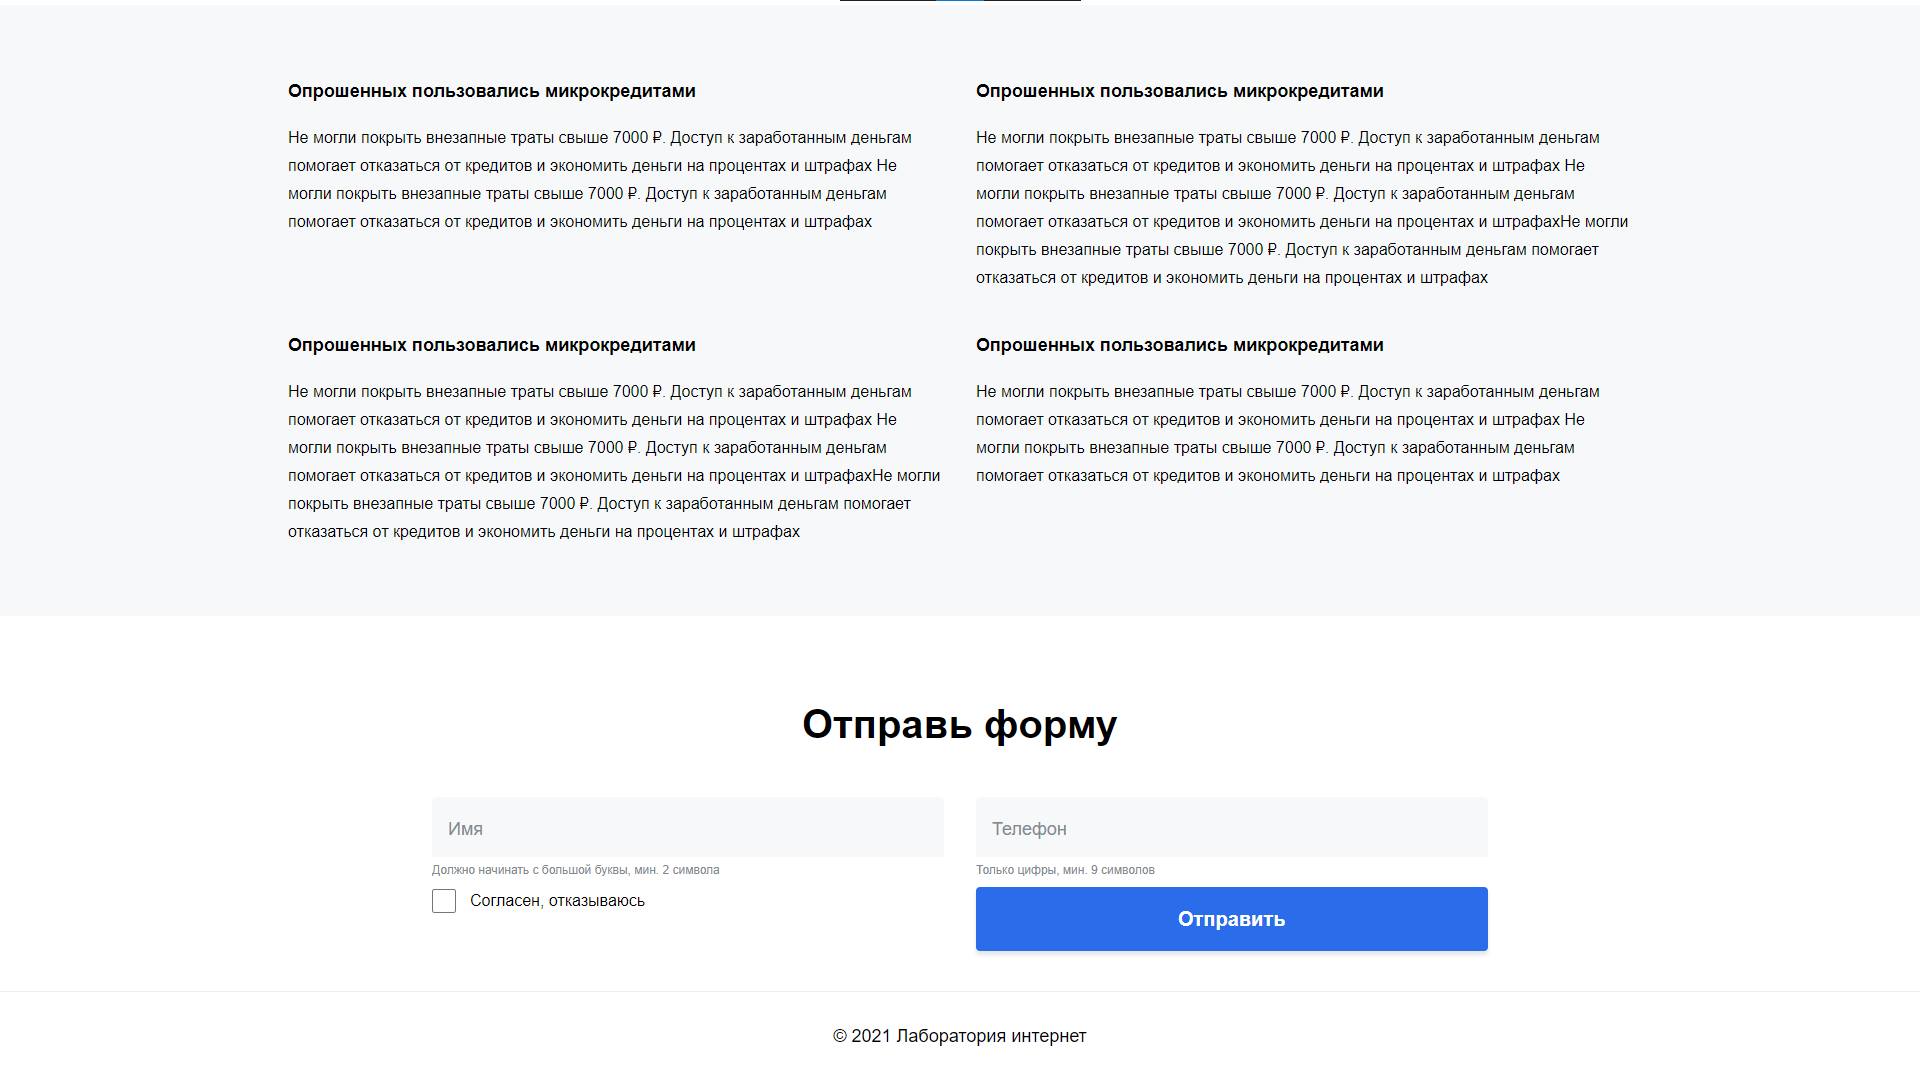 Опрошенных пользовались микрокредитами
Не могли покрыть внезапные траты свыше 7000 ₽. Доступ к заработанным деньгам
помогает отказаться от кредитов и экономить деньги на процентах и штрафах Не
могли покрыть внезапные траты свыше 7000 ₽. Доступ к заработанным деньгам
помогает отказаться от кредитов и экономить деньги на процентах и штрафах
Опрошенных пользовались микрокредитами
Не могли покрыть внезапные траты свыше 7000 ₽. Доступ к заработанным деньгам
помогает отказаться от кредитов и экономить деньги на процентах и штрафах Не
могли покрыть внезапные траты свыше 7000 ₽. Доступ к заработанным деньгам
помогает отказаться от кредитов и экономить деньги на процентах и штрафахНе могли
покрыть внезапные траты свыше 7000 ₽. Доступ к заработанным деньгам помогает
отказаться от кредитов и экономить деньги на процентах и штрафах
Опрошенных пользовались микрокредитами
Не могли покрыть внезапные траты свыше 7000 ₽. Доступ к заработанным деньгам
помогает отказаться от кредитов и экономить деньги на процентах и штрафах Не
могли покрыть внезапные траты свыше 7000 ₽. Доступ к заработанным деньгам
помогает отказаться от кредитов и экономить деньги на процентах и штрафахНе могли
покрыть внезапные траты свыше 7000 ₽. Доступ к заработанным деньгам помогает
отказаться от кредитов и экономить деньги на процентах и штрафах
Опрошенных пользовались микрокредитами
Не могли покрыть внезапные траты свыше 7000 ₽. Доступ к заработанным деньгам
помогает отказаться от кредитов и экономить деньги на процентах и штрафах Не
могли покрыть внезапные траты свыше 7000 ₽. Доступ к заработанным деньгам
помогает отказаться от кредитов и экономить деньги на процентах и штрафах
Отправь форму
Имя
Должно начинать с большой буквы, мин. 2 символа
Телефон
Только цифры, мин. 9 символов
Согласен, отказываюсь
Отправить
© 2021 Лаборатория интернет